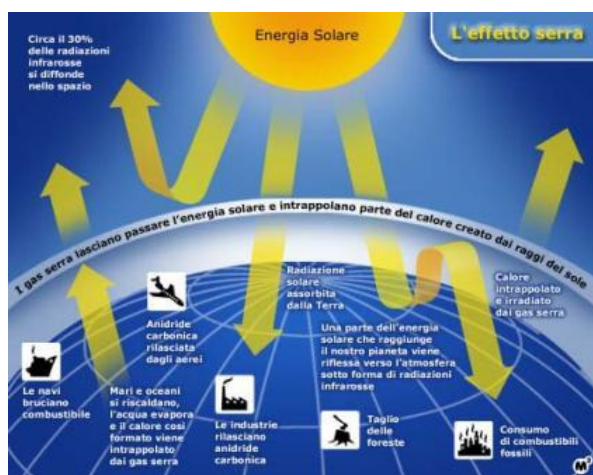 L'effetto serra
Energia Solare
Circa il 30%
delle radiazioni
infrarosse
si diffonde
nello spazio
I gas serra lasciano passare l'energia solare e intrappolano parte del calore creato dai raggi del sole
Anidride
carbonica
rilasciata
dagli aerei
Radiazione
solare
assorbita
dalla Terra
Calore
intrappolato
e irradiato
dai gas serra
Una parte dell'energia
solare che raggiunge
il nostro pianeta viene
riflessa verso l'atmosfera
sotto forma di radiazioni
infrarosse
Le navi
bruciano
combustibile
Mari e oceani
si riscaldano,
l'acqua evapora
e il calore così
formato viene
intrappolato
dai gas serra
Le industrie
rilasciano
anidride
carbonica
Taglio
delle
foreste
Consumo
di combustibili
fossili
M